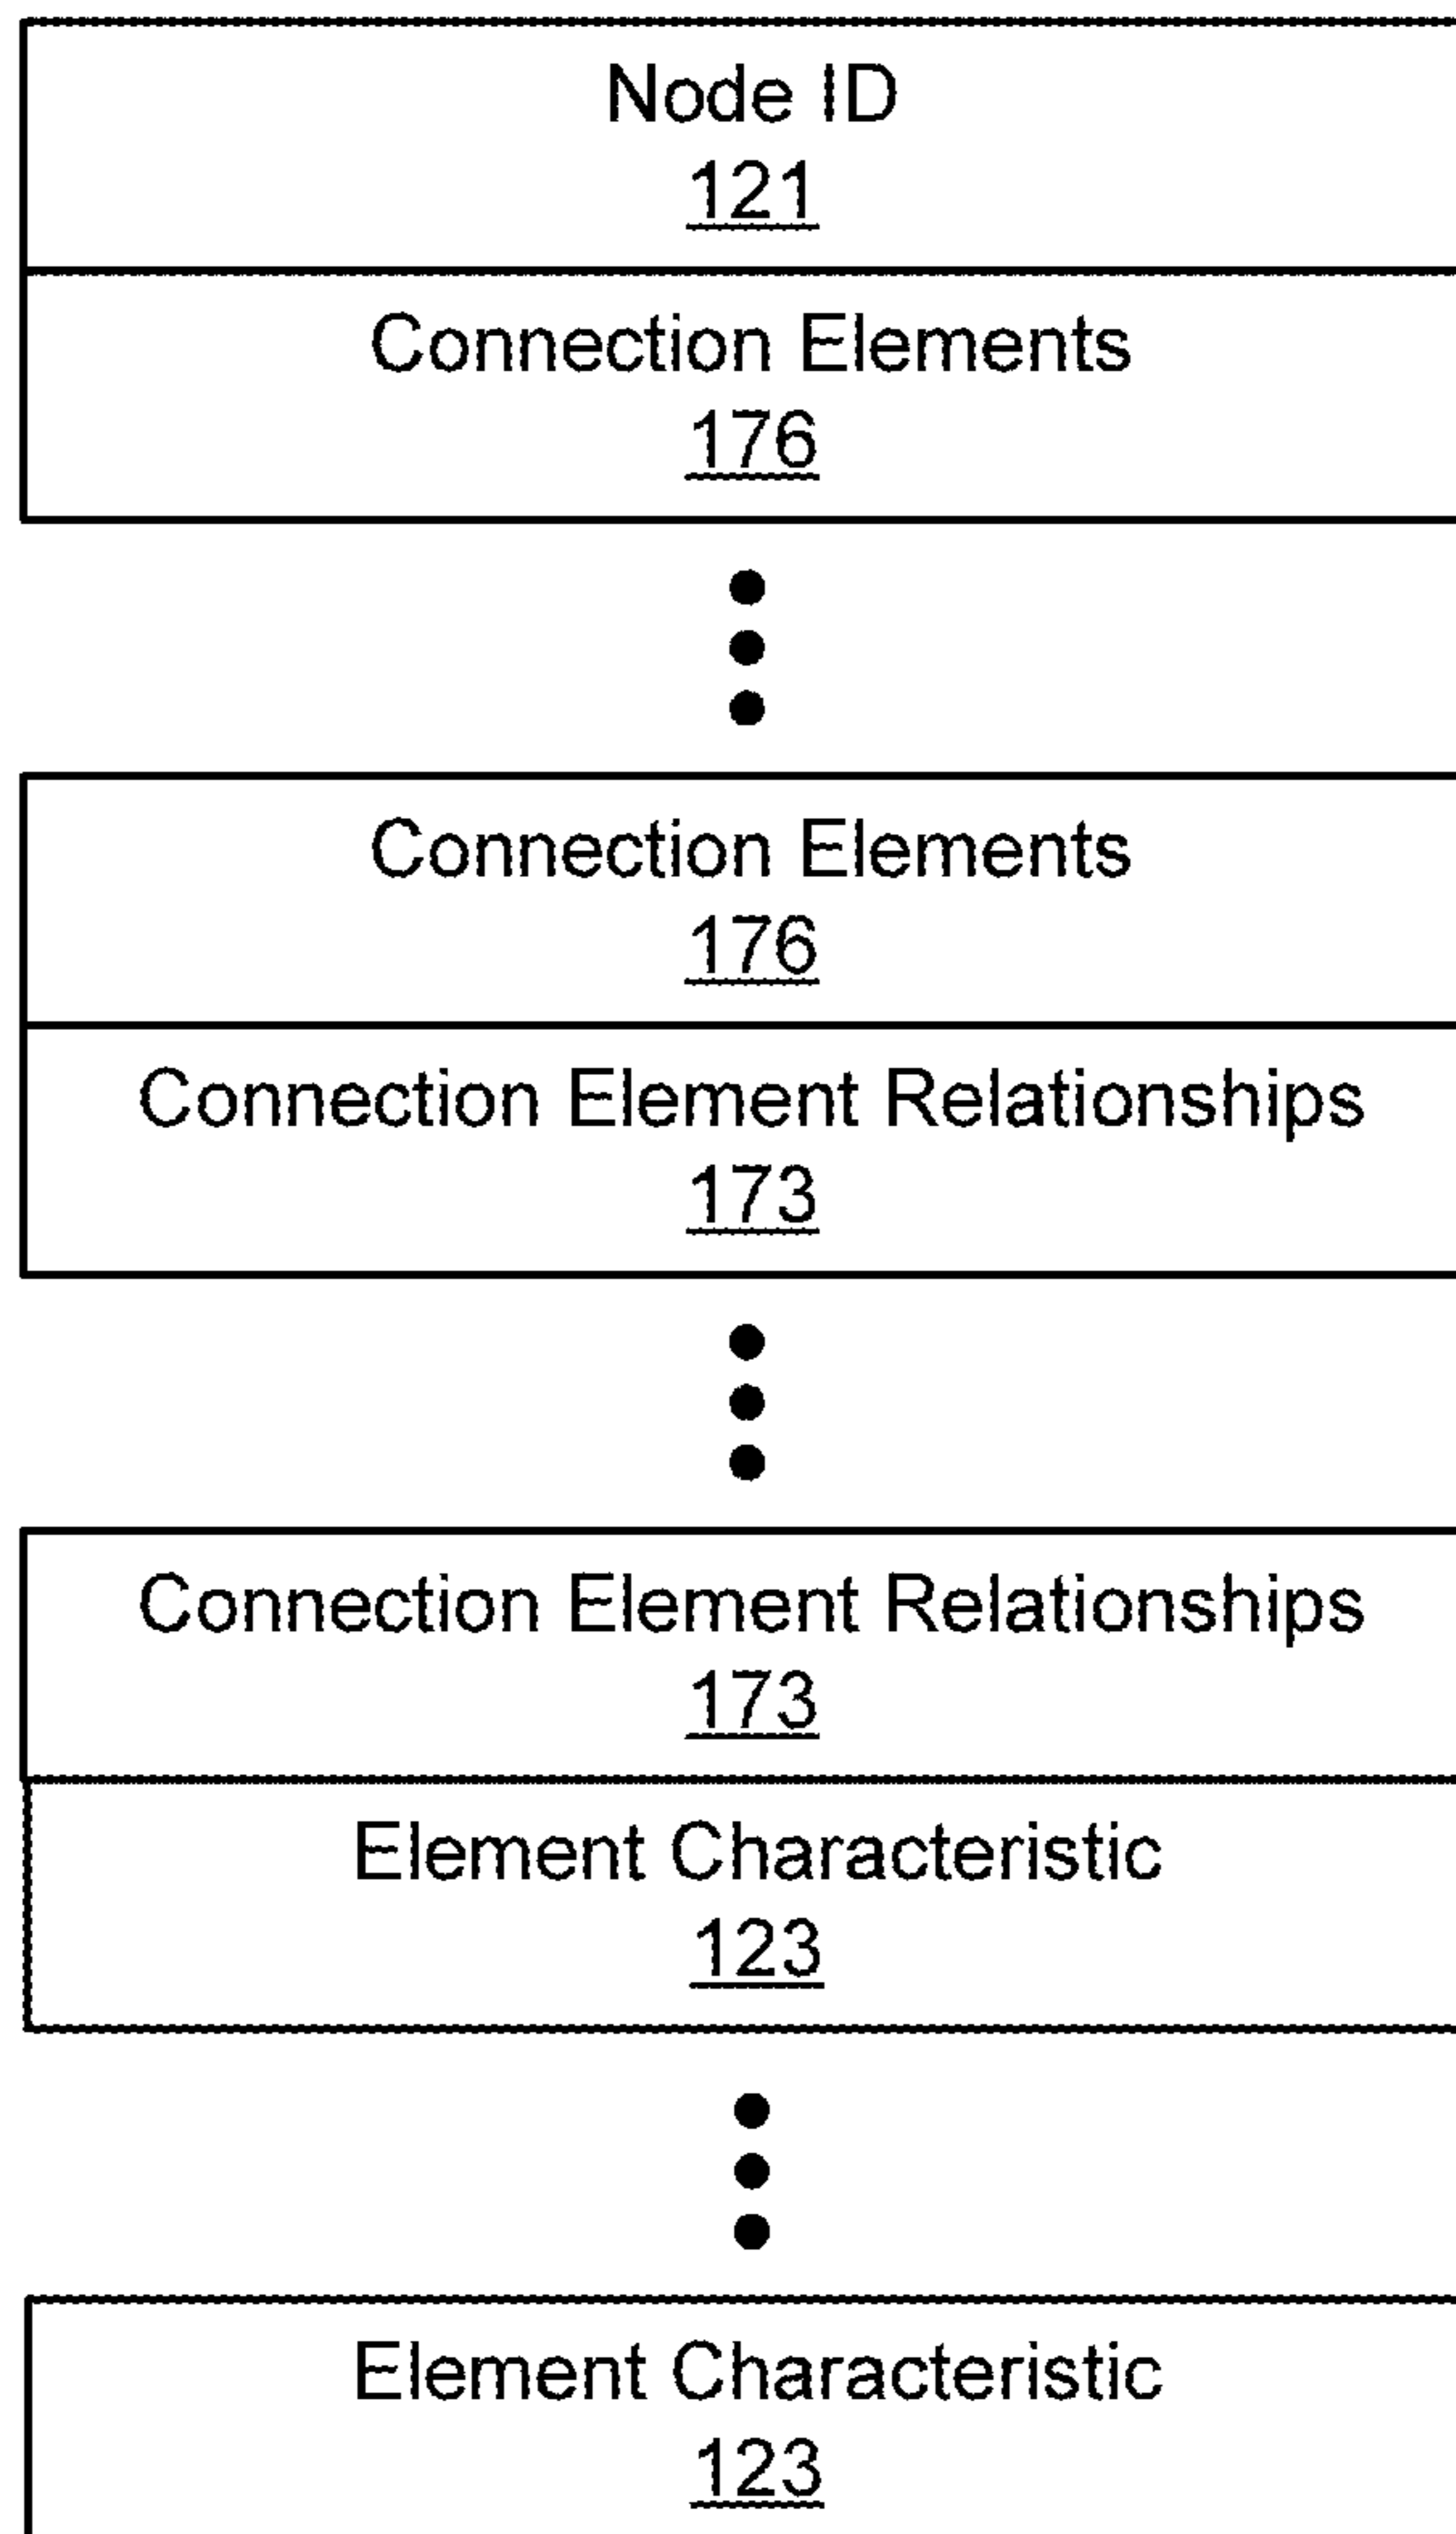 Node ID
121
Connection Elements
176
Connection Elements
176
Connection Element Relationships
173
Connection Element Relationships
173
Element Characteristic
123
Element Characteristic
123